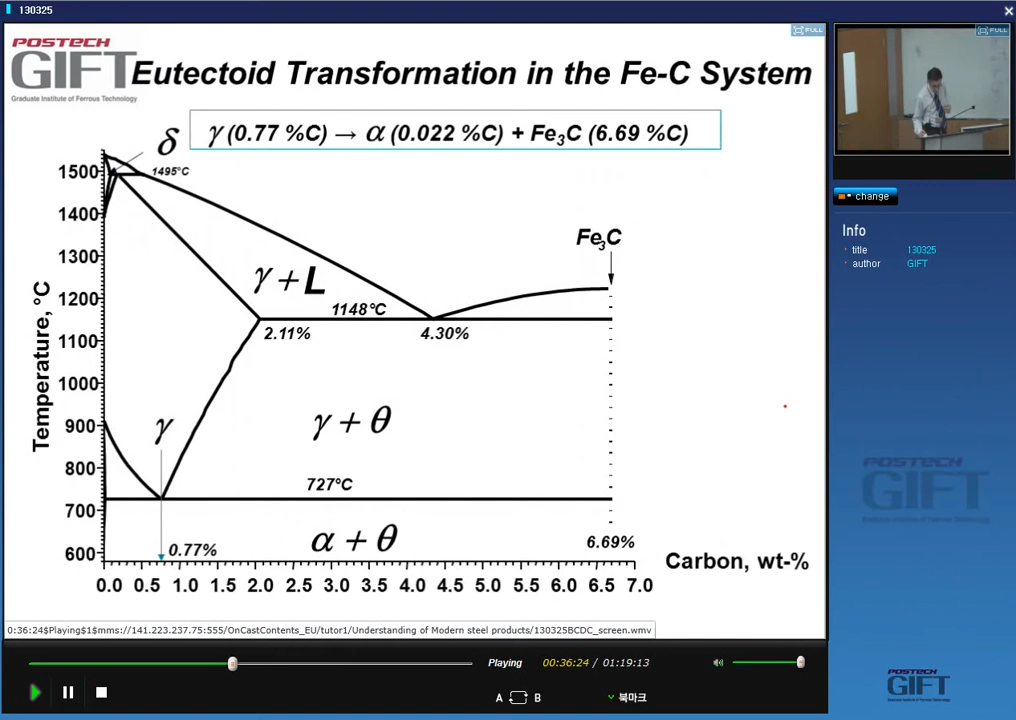 130325
POSTECH
GIFT
Graduate Institute of Ferrous Technology
Eutectoid Transformation in the Fe-C System
γ (0.77 %C) → α (0.022 %C) + Fe₃C (6.69 %C)
δ
1495°C
1500
1400
1300
1200
1100
1000
900
800
700
600
Temperature, °C
Fe₃C
γ + L
1148°C
2.11%
4.30%
γ
γ + θ
727°C
α + θ
0.77%
6.69%
0.0 0.5 1.0 1.5 2.0 2.5 3.0 3.5 4.0 4.5 5.0 5.5 6.0 6.5 7.0
Carbon, wt-%
0:36:24$Playing$1$mms://141.223.237.75:555/OnCastContents_EU/tutor1/Understanding of Modern steel products/130325BCDC_screen.wmv
FULL
FULL
change
Info
title 130325
author GIFT
POSTECH
GIFT
Playing
00:36:24 / 01:19:13
A B
북마크
POSTECH
GIFT